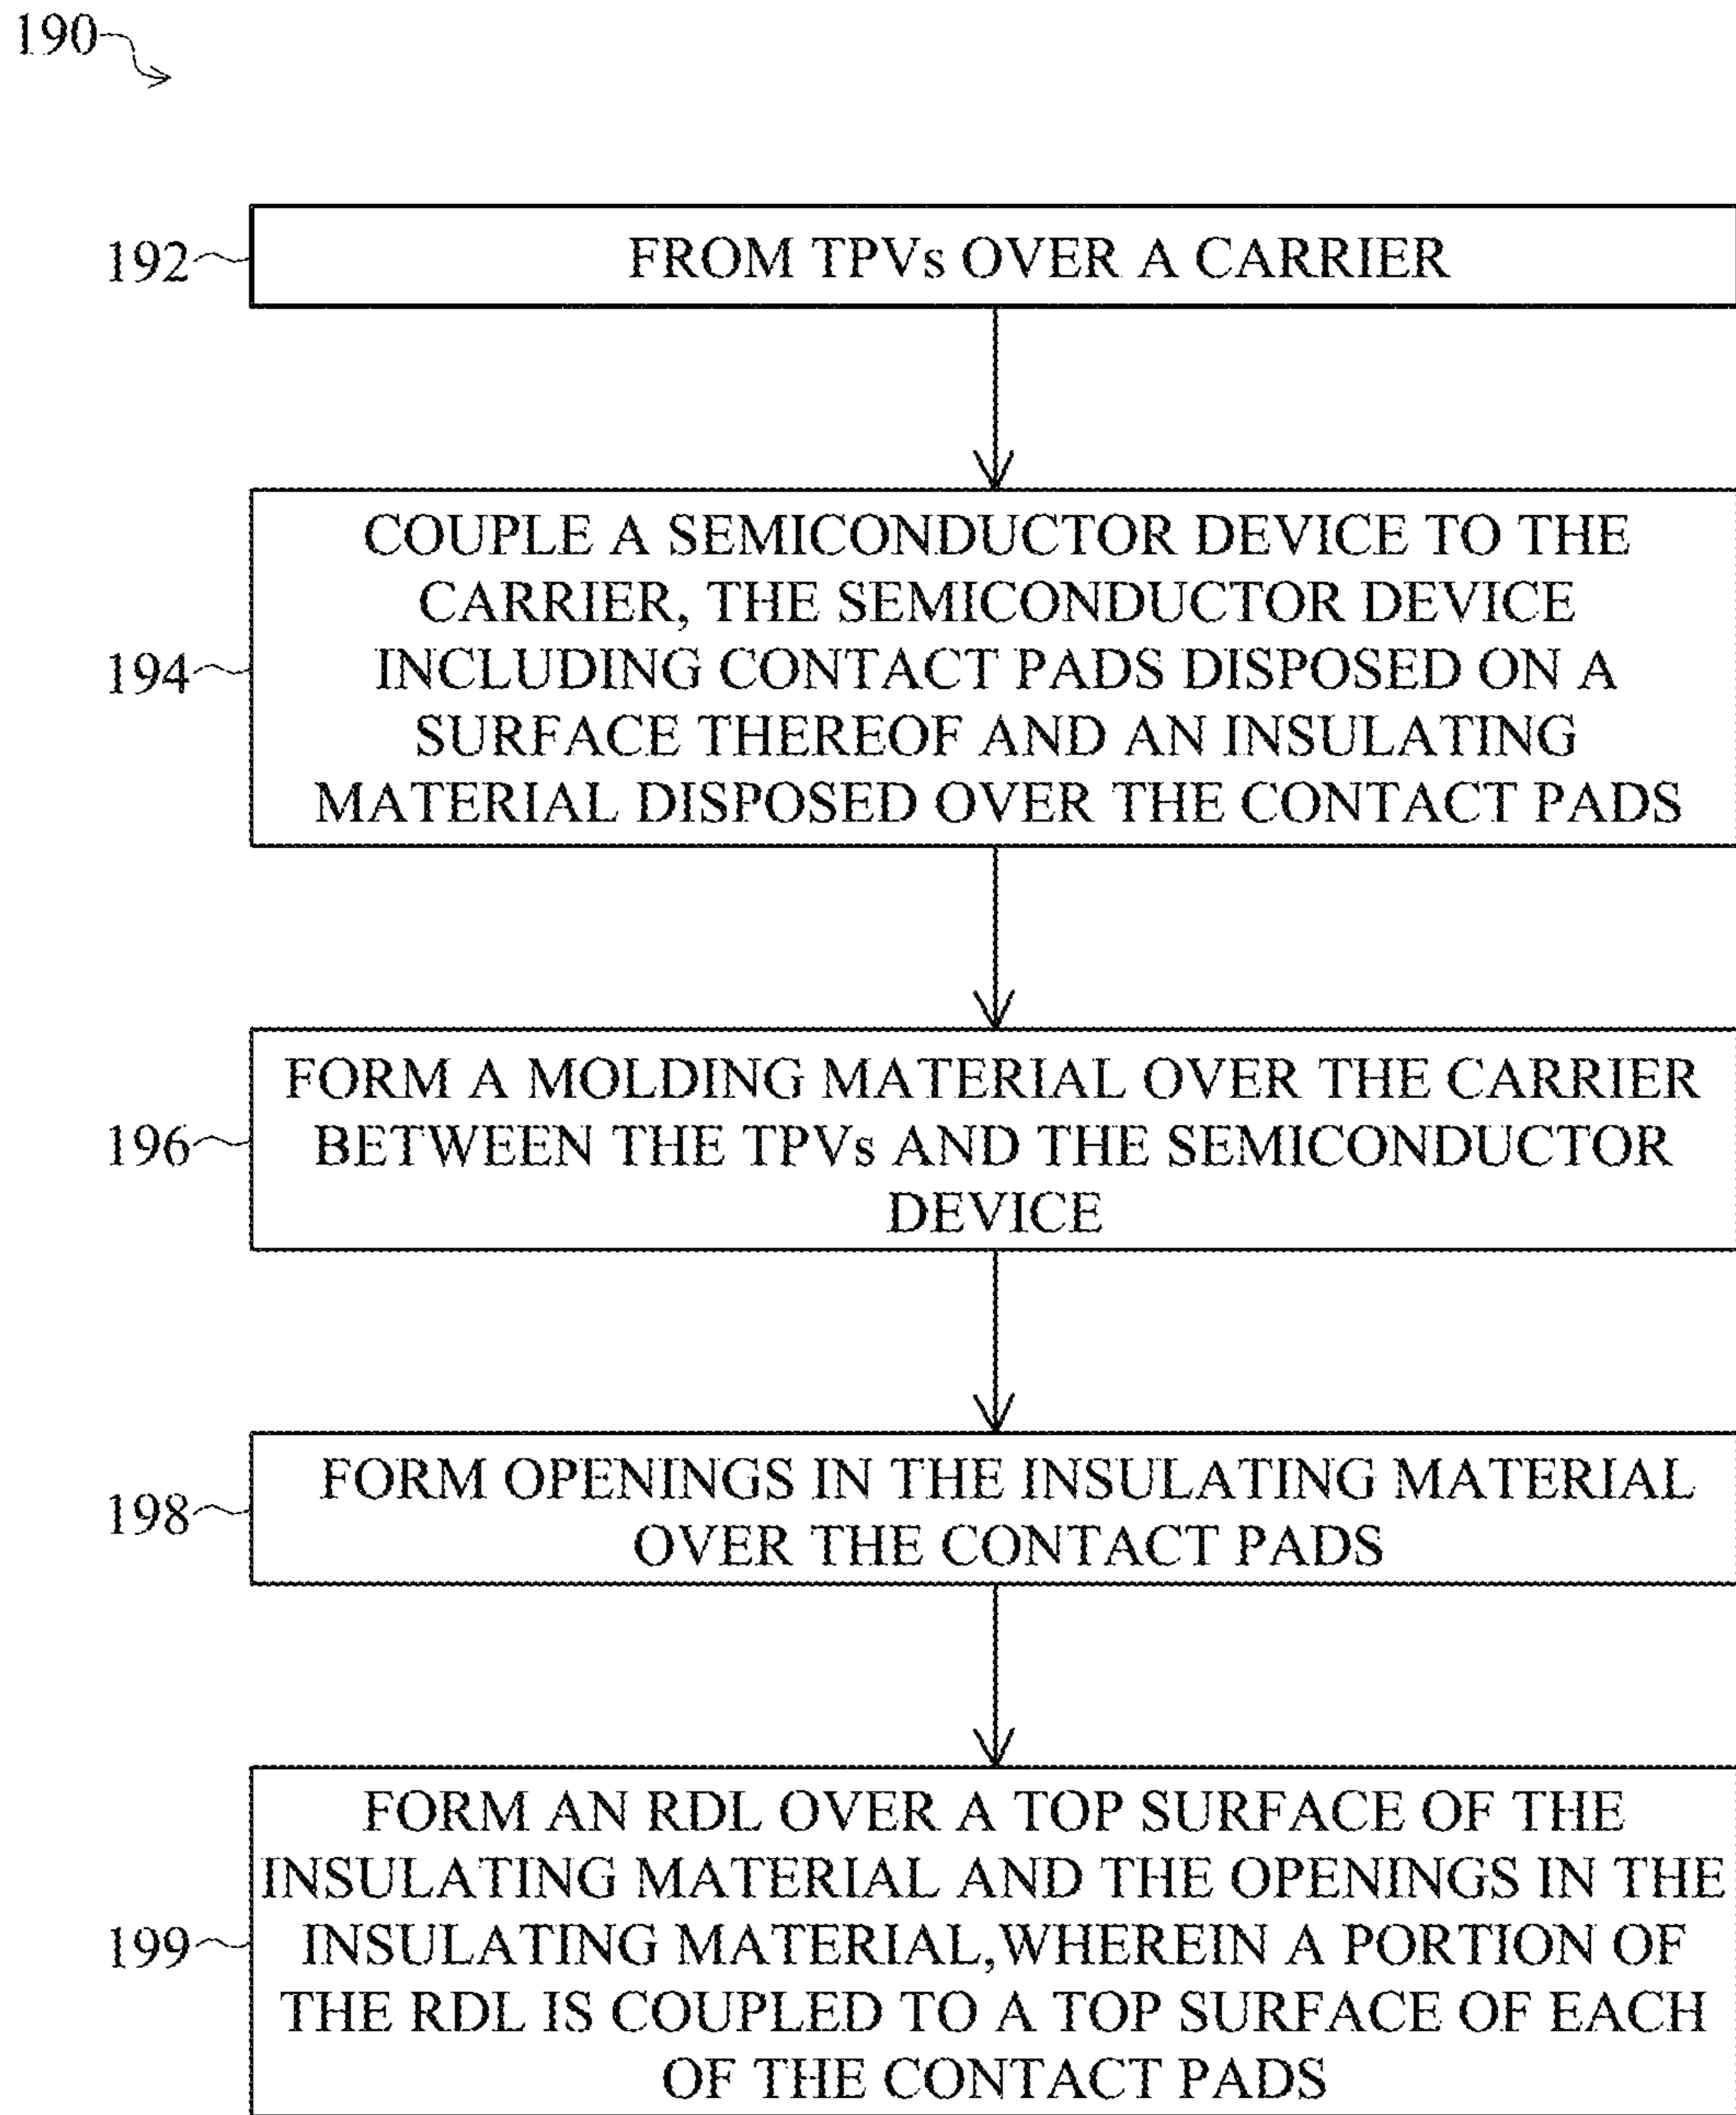 190
192
FROM TPVs OVER A CARRIER
194
COUPLE A SEMICONDUCTOR DEVICE TO THE
CARRIER, THE SEMICONDUCTOR DEVICE
INCLUDING CONTACT PADS DISPOSED ON A
SURFACE THEREOF AND AN INSULATING
MATERIAL DISPOSED OVER THE CONTACT PADS
196
FORM A MOLDING MATERIAL OVER THE CARRIER
BETWEEN THE TPVs AND THE SEMICONDUCTOR
DEVICE
198
FORM OPENINGS IN THE INSULATING MATERIAL
OVER THE CONTACT PADS
199
FORM AN RDL OVER A TOP SURFACE OF THE
INSULATING MATERIAL AND THE OPENINGS IN THE
INSULATING MATERIAL,WHEREIN A PORTION OF
THE RDL IS COUPLED TO A TOP SURFACE OF EACH
OF THE CONTACT PADS